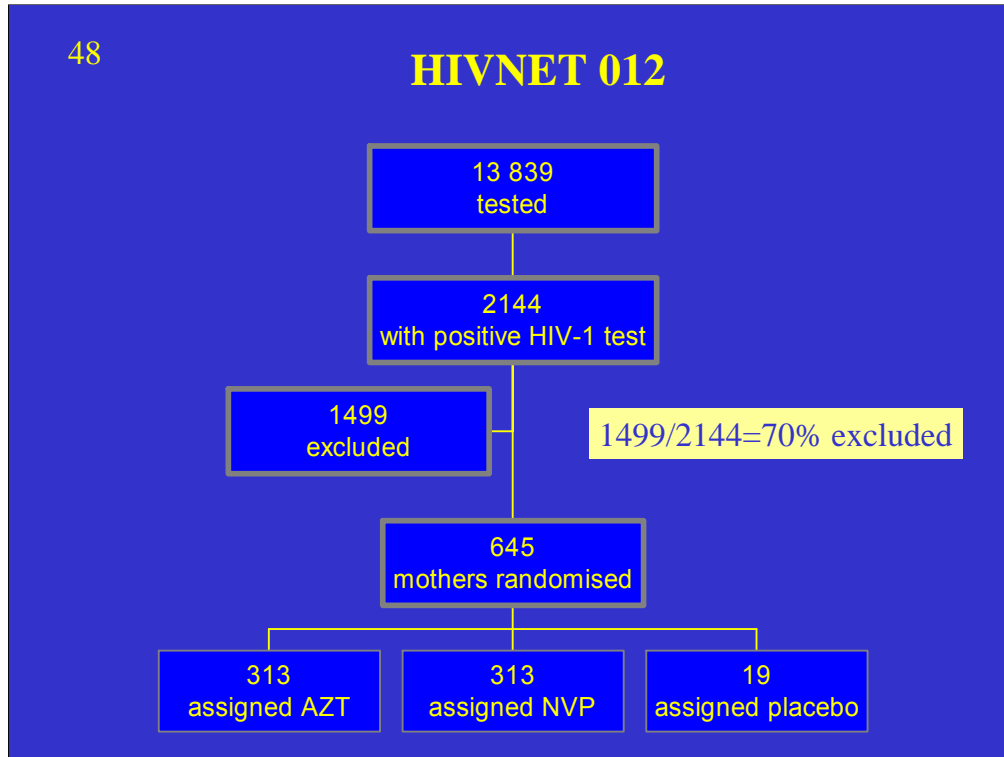 48
HIVNET 012
13 839
tested
2144
with positive HIV-1 test
1499
excluded
1499/2144=70% excluded
645
mothers randomised
313
assigned AZT
313
assigned NVP
19
assigned placebo